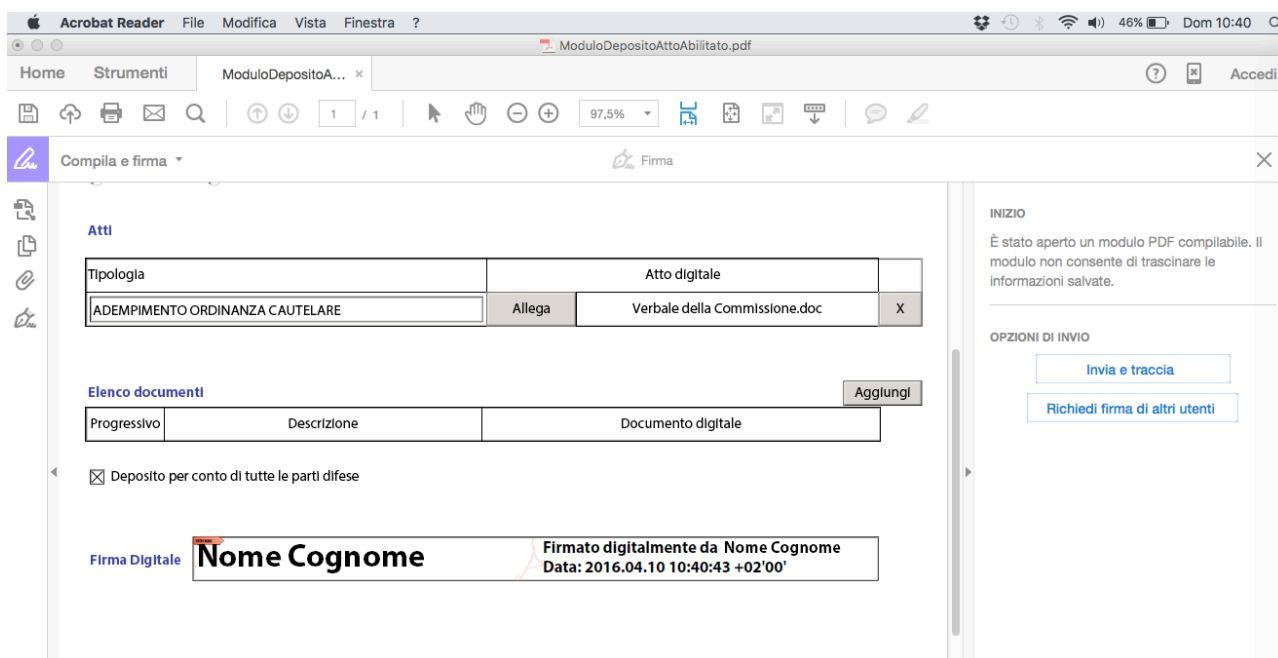 Acrobat Reader File Modifica Vista Finestra ? 46% Dom 10:40
ModuloDepositoAttoAbilitato.pdf
Home Strumenti ModuloDepositoA... × ? Accedi
1 / 1 97,5%
Compila e firma Firma
INIZIO
È stato aperto un modulo PDF compilabile. Il
modulo non consente di trascinare le
informazioni salvate.
OPZIONI DI INVIO
Invia e traccia
Richiedi firma di altri utenti
Atti
Tipologia Atto digitale
ADEMPIMENTO ORDINANZA CAUTELARE Allega Verbale della Commissione.doc X
Elenco documenti Aggiungi
Progressivo Descrizione Documento digitale
Deposito per conto di tutte le parti difese
Firma Digitale Nome Cognome
Firmato digitalmente da Nome Cognome
Data: 2016.04.10 10:40:43 +02'00'